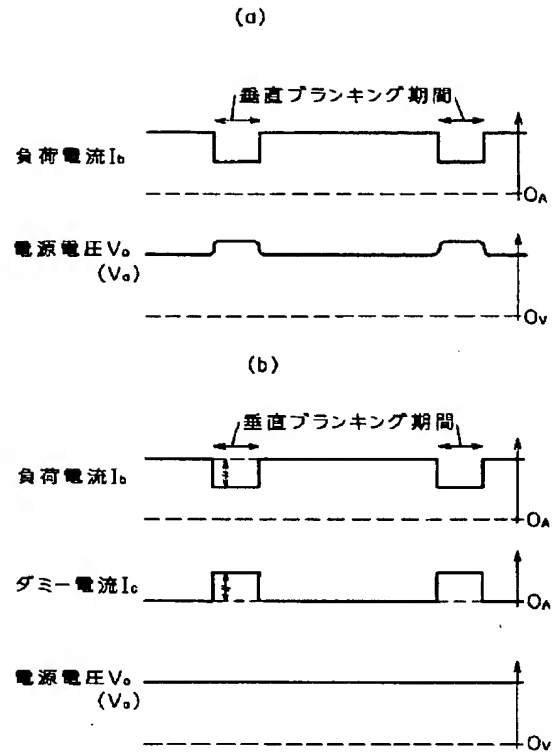 (a)
垂直ブランキング期間
負荷電流Ib
OA
電源電圧Vo
(Va)
OV
(b)
垂直ブランキング期間
負荷電流Ib
OA
ダミー電流Ic
OA
電源電圧Vo
(Va)
OV